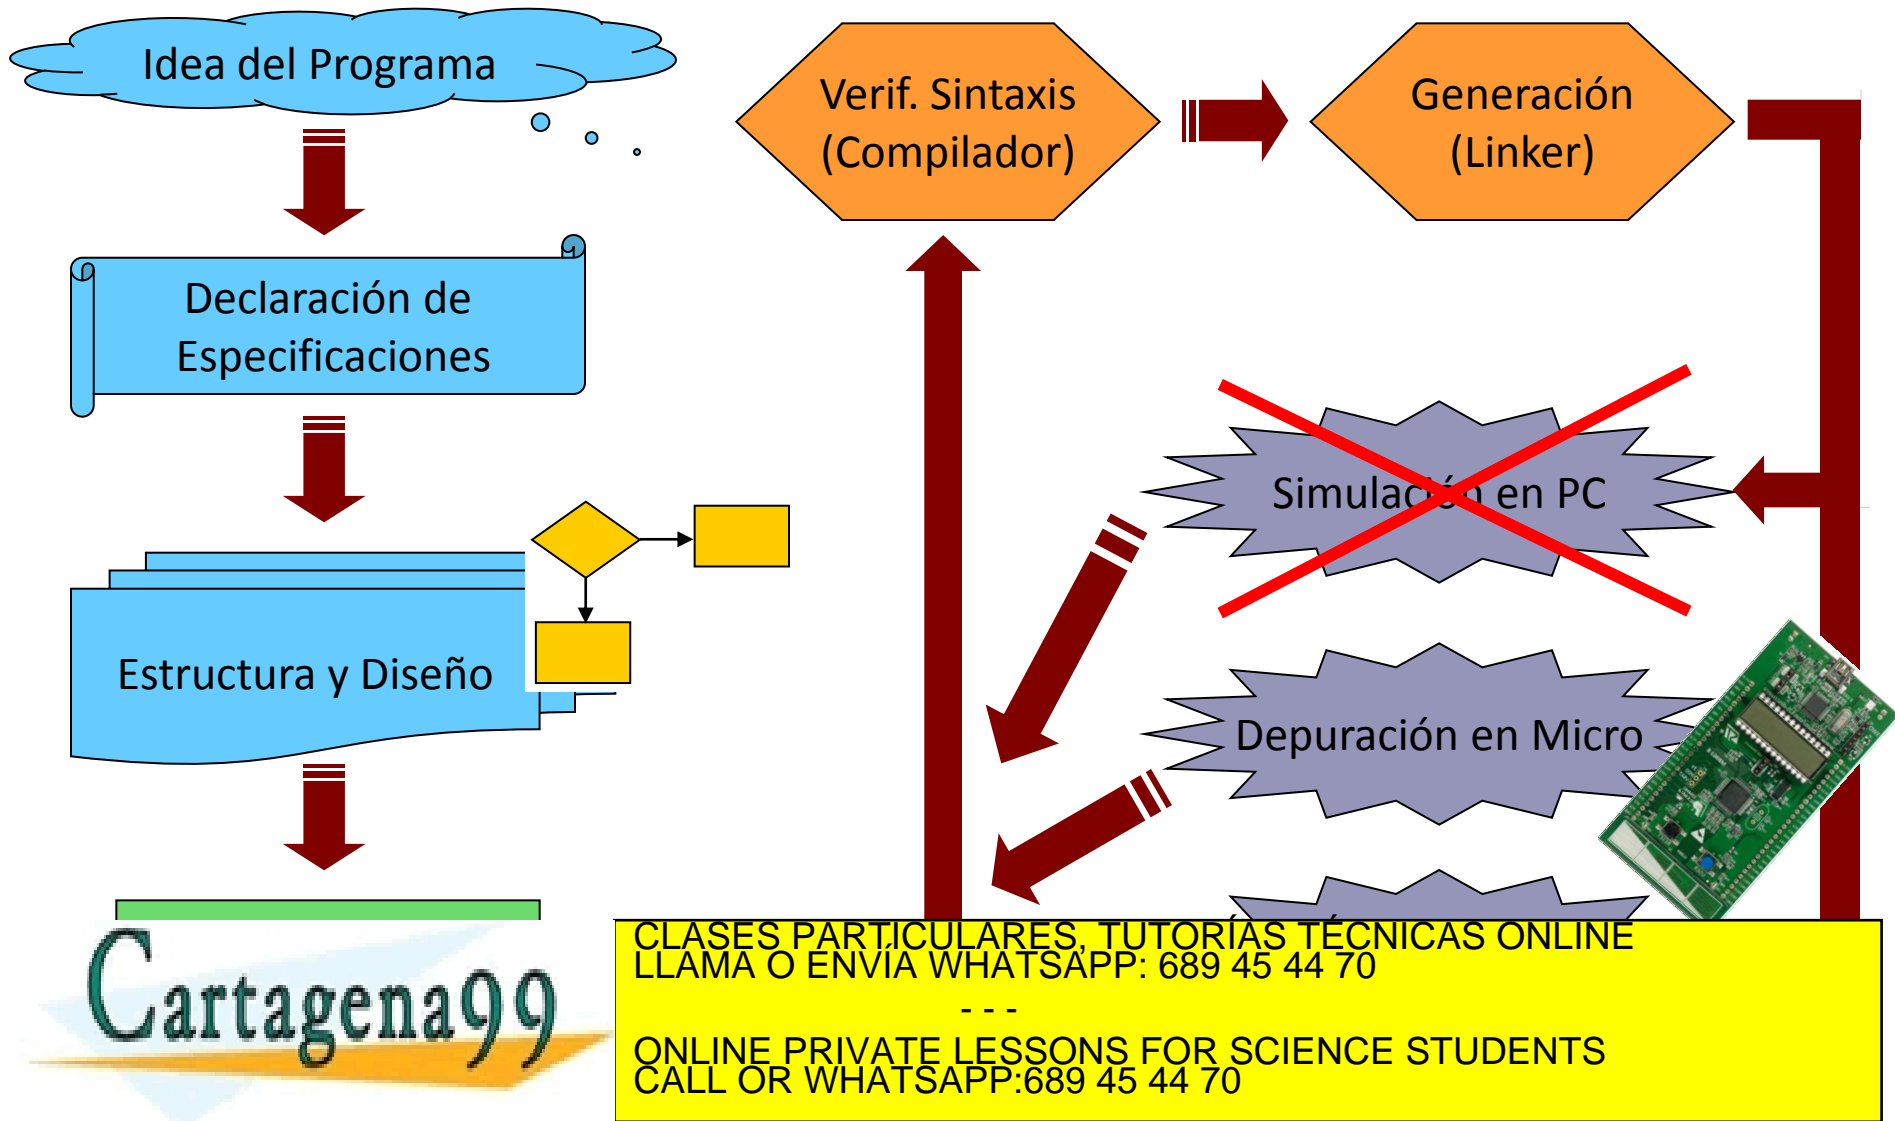 Idea del Programa
Declaración de
Especificaciones
Estructura y Diseño
Verif. Sintaxis
(Compilador)
Generación
(Linker)
Simulación en PC
Depuración en Micro
Cartagena99
CLASES PARTICULARES, TUTORÍAS TÉCNICAS ONLINE
LLAMA O ENVÍA WHATSAPP: 689 45 44 70
- - -
ONLINE PRIVATE LESSONS FOR SCIENCE STUDENTS
CALL OR WHATSAPP:689 45 44 70